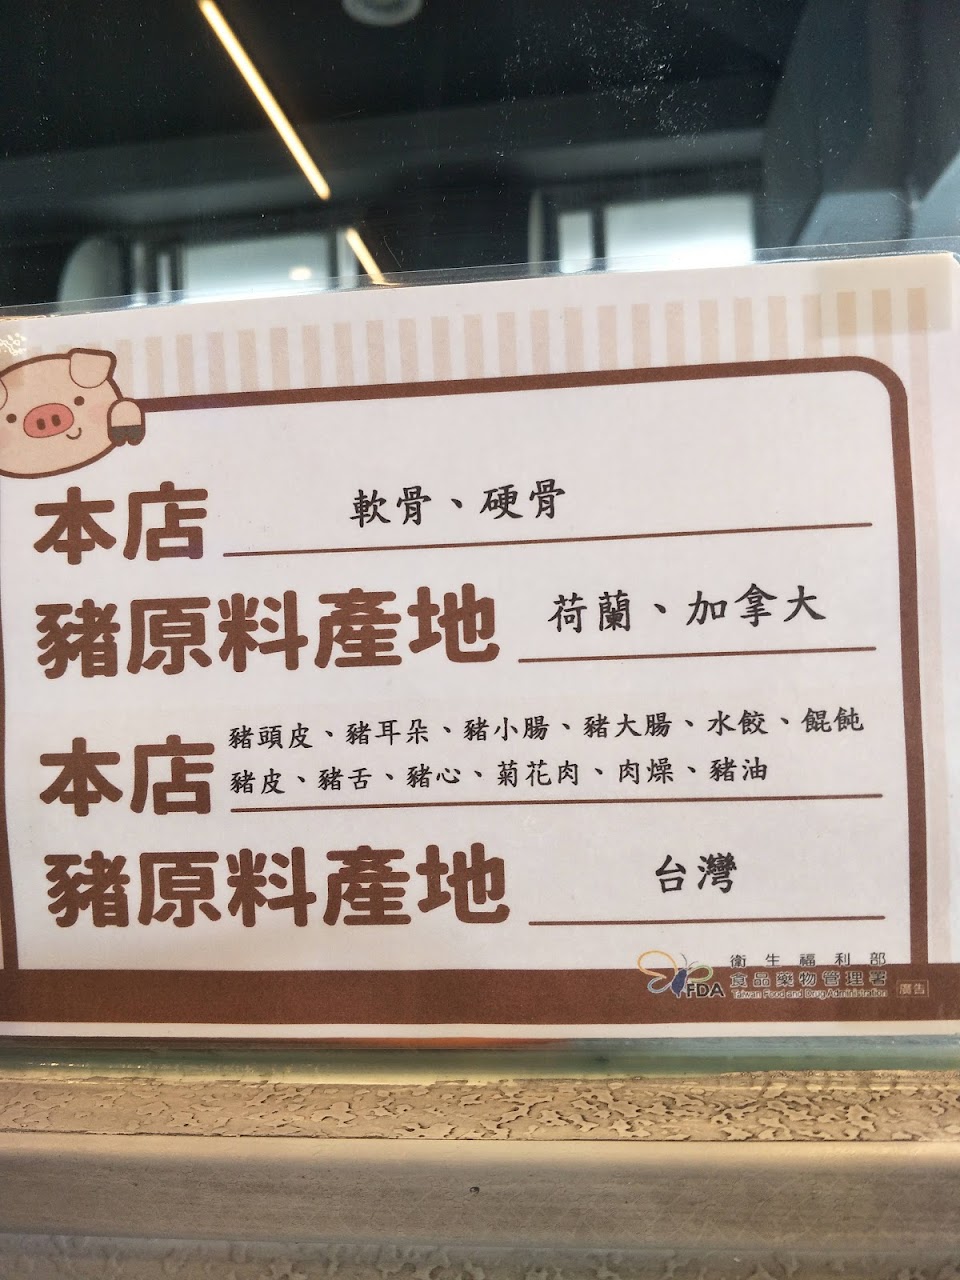 本店 軟骨、硬骨
豬原料產地 荷蘭、加拿大
本店 豬頭皮、豬耳朵、豬小腸、豬大腸、水餃、餛飩
豬皮、豬舌、豬心、菊花肉、肉燥、豬油
豬原料產地 台灣
衛生福利部
食品藥物管理署
FDA Taiwan Food and Drug Administration
廣告